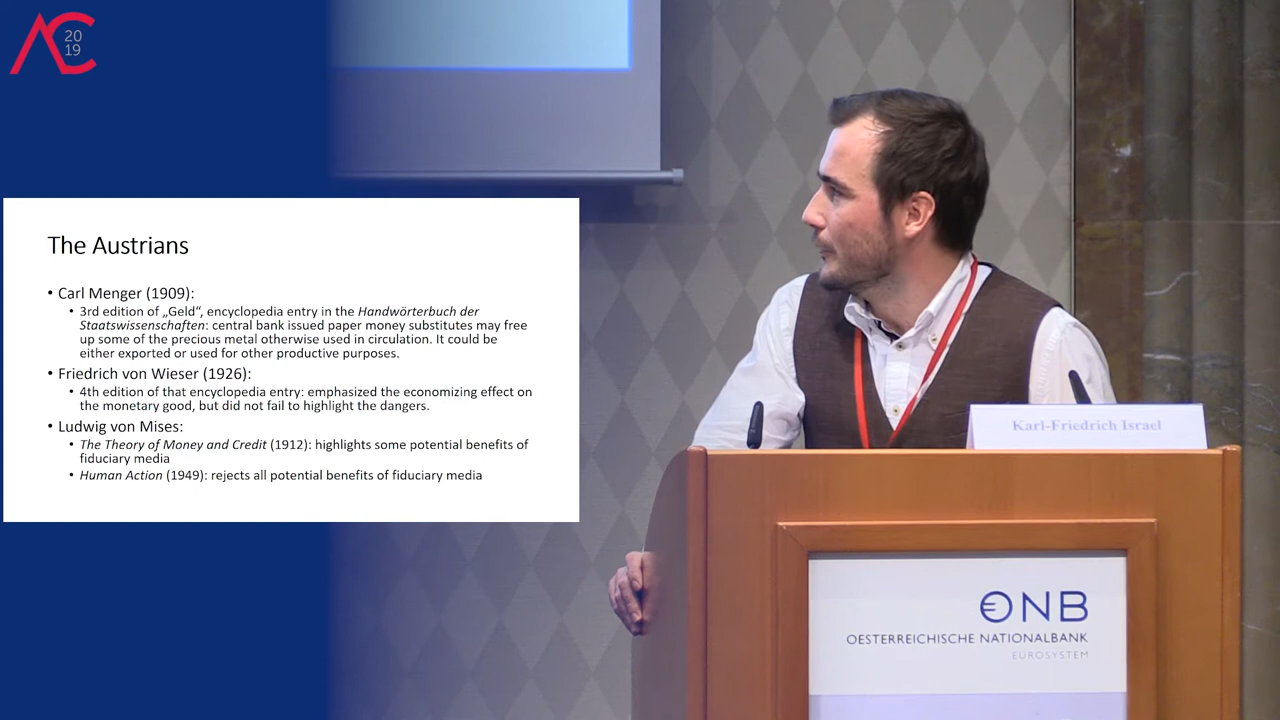 AC
20
19
The Austrians
• Carl Menger (1909):
• 3rd edition of „Geld“, encyclopedia entry in the Handwörterbuch der
Staatswissenschaften: central bank issued paper money substitutes may free
up some of the precious metal otherwise used in circulation. It could be
either exported or used for other productive purposes.
• Friedrich von Wieser (1926):
• 4th edition of that encyclopedia entry: emphasized the economizing effect on
the monetary good, but did not fail to highlight the dangers.
• Ludwig von Mises:
• The Theory of Money and Credit (1912): highlights some potential benefits of
fiduciary media
• Human Action (1949): rejects all potential benefits of fiduciary media
Karl-Friedrich Israel
ONB
OESTERREICHISCHE NATIONALBANK
EUROSYSTEM